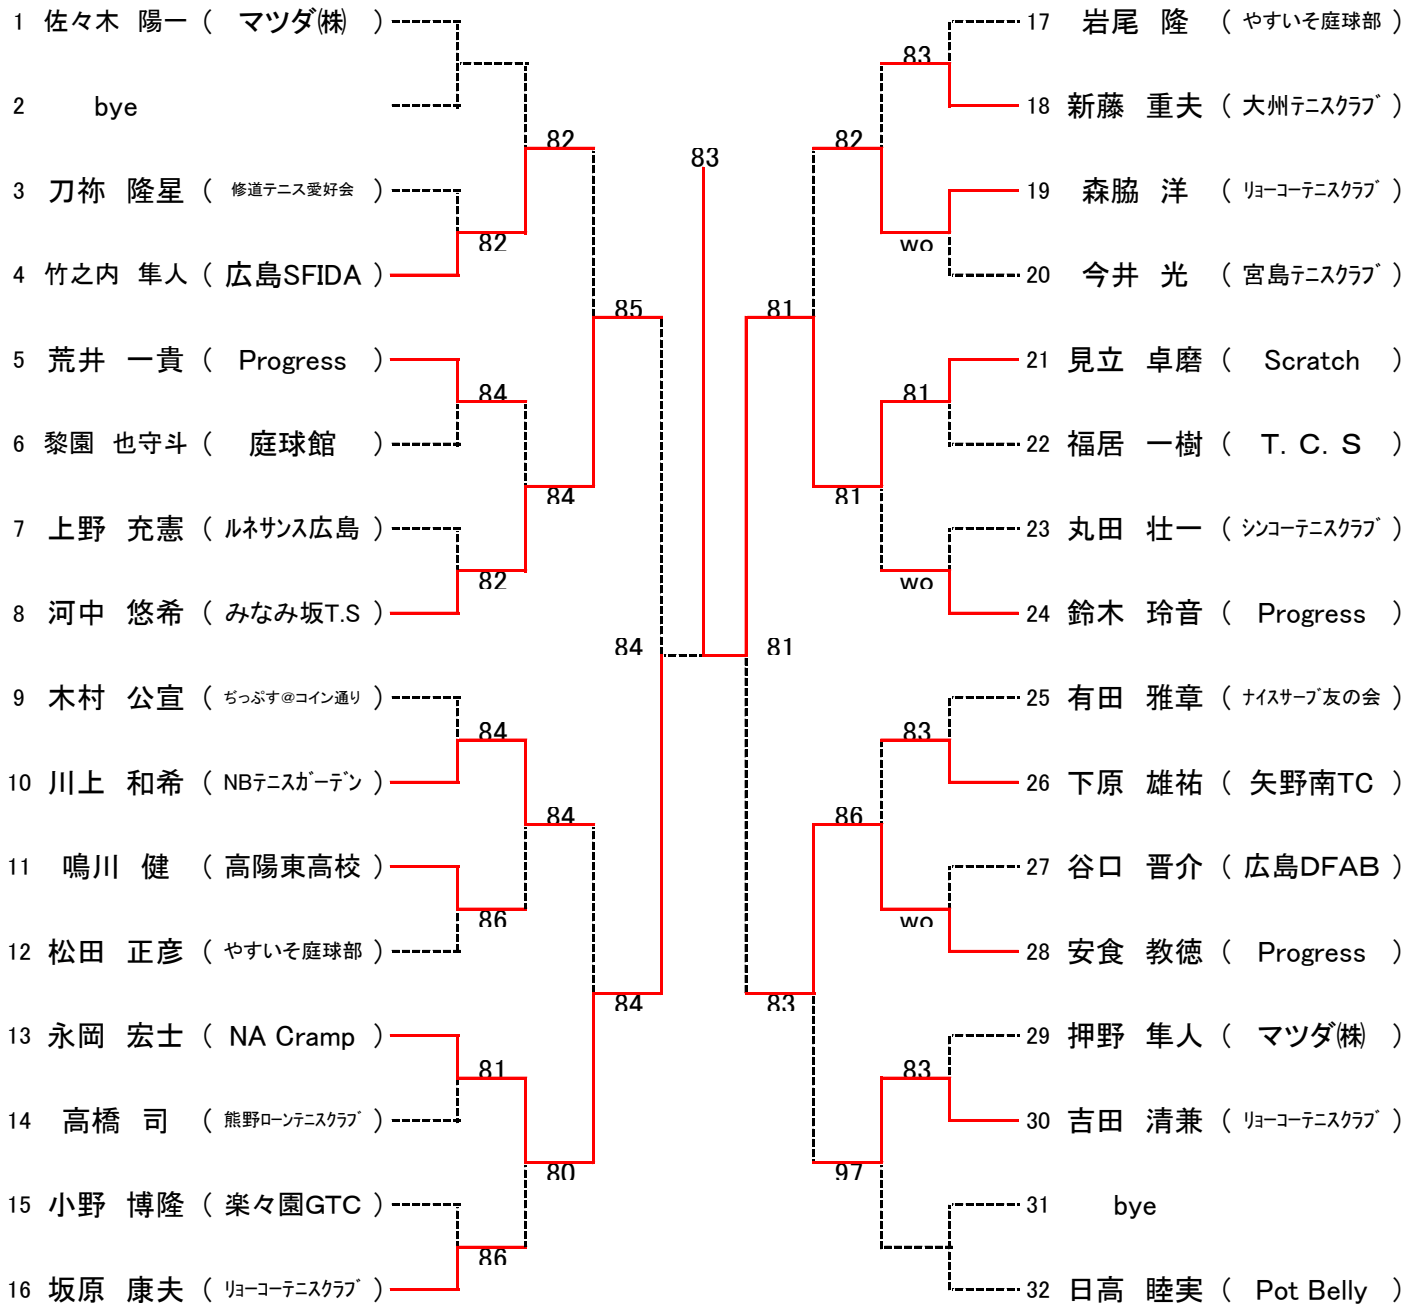 1 佐々木 陽一 ( マツダ㈱ )
2 bye
82
3 刀祢 隆星 ( 修道テニス愛好会 )
82
4 竹之内 隼人 ( 広島SFIDA )
85
5 荒井 一貴 ( Progress )
84
6 黎園 也守斗 ( 庭球館 )
84
7 上野 充憲 ( ルネサンス広島 )
82
8 河中 悠希 ( みなみ坂T.S )
84
9 木村 公宣 ( ぢっぷす@コイン通り )
84
10 川上 和希 ( NBテニスガーデン )
84
11 鳴川 健 ( 高陽東高校 )
86
12 松田 正彦 ( やすいそ庭球部 )
84
13 永岡 宏士 ( NA Cramp )
81
14 高橋 司 ( 熊野ローンテニスクラブ )
80
15 小野 博隆 ( 楽々園GTC )
86
16 坂原 康夫 ( リョーコーテニスクラブ )
83
17 岩尾 隆 ( やすいそ庭球部 )
83
18 新藤 重夫 ( 大州テニスクラブ )
82
19 森脇 洋 ( リョーコーテニスクラブ )
wo
20 今井 光 ( 宮島テニスクラブ )
81
21 見立 卓磨 ( Scratch )
81
22 福居 一樹 ( T. C. S )
81
23 丸田 壮一 ( シンコーテニスクラブ )
wo
24 鈴木 玲音 ( Progress )
81
25 有田 雅章 ( ナイスサーブ友の会 )
83
26 下原 雄祐 ( 矢野南TC )
86
27 谷口 晋介 ( 広島DFAB )
wo
28 安食 教徳 ( Progress )
83
29 押野 隼人 ( マツダ㈱ )
83
30 吉田 清兼 ( リョーコーテニスクラブ )
97
31 bye
32 日高 睦実 ( Pot Belly )